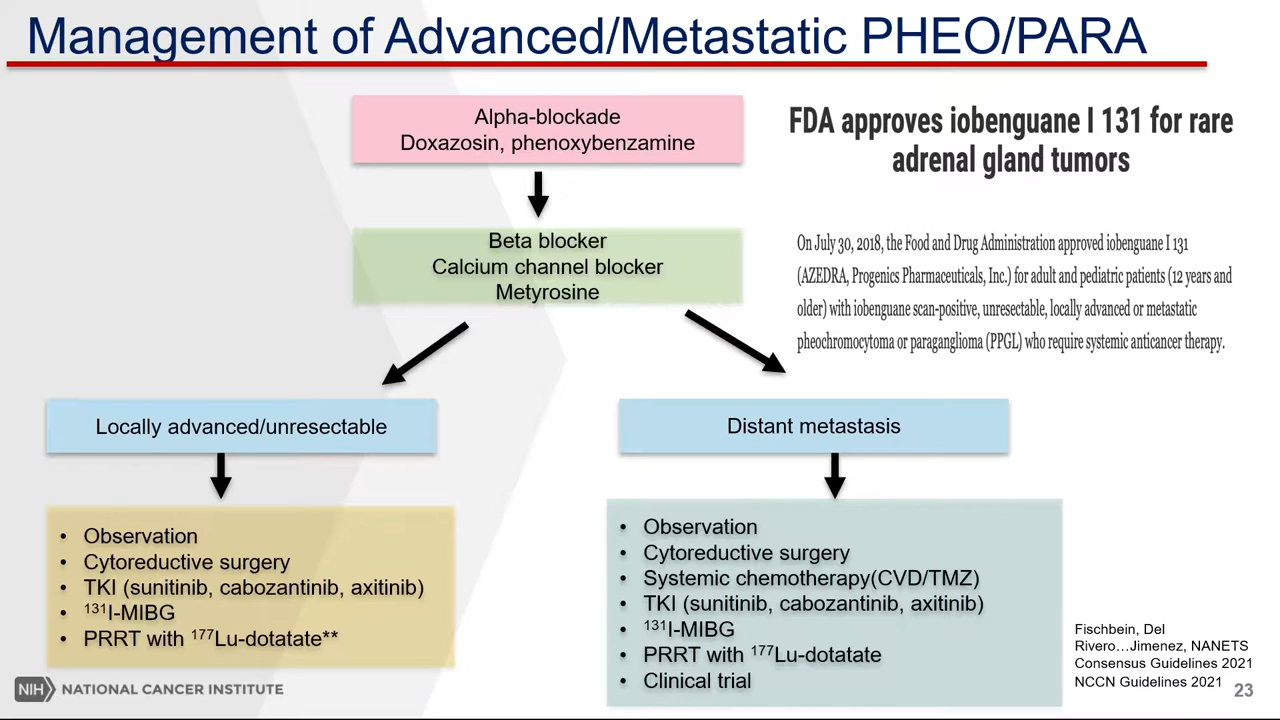 Management of Advanced/Metastatic PHEO/PARA
Alpha-blockade
Doxazosin, phenoxybenzamine
FDA approves iobenguane I 131 for rare
adrenal gland tumors
Beta blocker
Calcium channel blocker
Metyrosine
On July 30, 2018, the Food and Drug Administration approved iobenguane I 131
(AZEDRA, Progenics Pharmaceuticals, Inc.) for adult and pediatric patients (12 years and
older) with iobenguane scan-positive, unresectable, locally advanced or metastatic
pheochromocytoma or paraganglioma (PPGL) who require systemic anticancer therapy.
Locally advanced/unresectable
• Observation
• Cytoreductive surgery
• TKI (sunitinib, cabozantinib, axitinib)
• ¹³¹I-MIBG
• PRRT with ¹⁷⁷Lu-dotatate**
Distant metastasis
• Observation
• Cytoreductive surgery
• Systemic chemotherapy(CVD/TMZ)
• TKI (sunitinib, cabozantinib, axitinib)
• ¹³¹I-MIBG
• PRRT with ¹⁷⁷Lu-dotatate
• Clinical trial
Fischbein, Del
Rivero…Jimenez, NANETS
Consensus Guidelines 2021
NCCN Guidelines 2021
NIH NATIONAL CANCER INSTITUTE
23